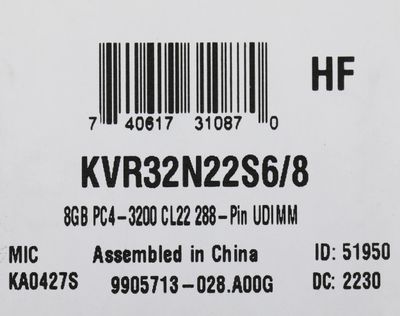 HF
7 40617 31087 0
KVR32N22S6/8
8GB PC4-3200 CL22 288-Pin UDIMM
MIC Assembled in China ID: 51950
KA0427S 9905713-028.A00G DC: 2230